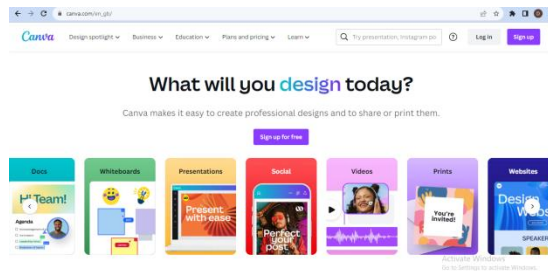 canva.com/en_gb/
Canva Design spotlight Business Education Plans and pricing Learn Try presentation, Instagram po Log in Sign up
What will you design today?
Canva makes it easy to create professional designs and to share or print them.
Sign up for free
Docs Whiteboards Presentations Social Videos Prints Websites
Hi Team!
Agenda
Present
with ease
Perfect
your
post
You're
invited!
Design
Webs
SPEAKER
Activate Windows
Go to Settings to activate Windows.